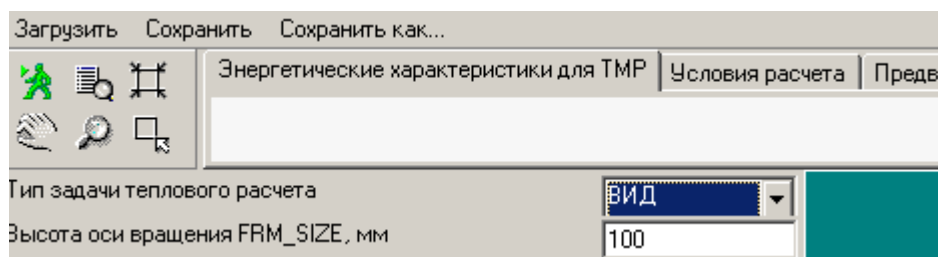 Загрузить Сохранить Сохранить как...
Энергетические характеристики для ТМР Условия расчета Предв
Тип задачи теплового расчета ВИД
Высота оси вращения FRM_SIZE, мм 100